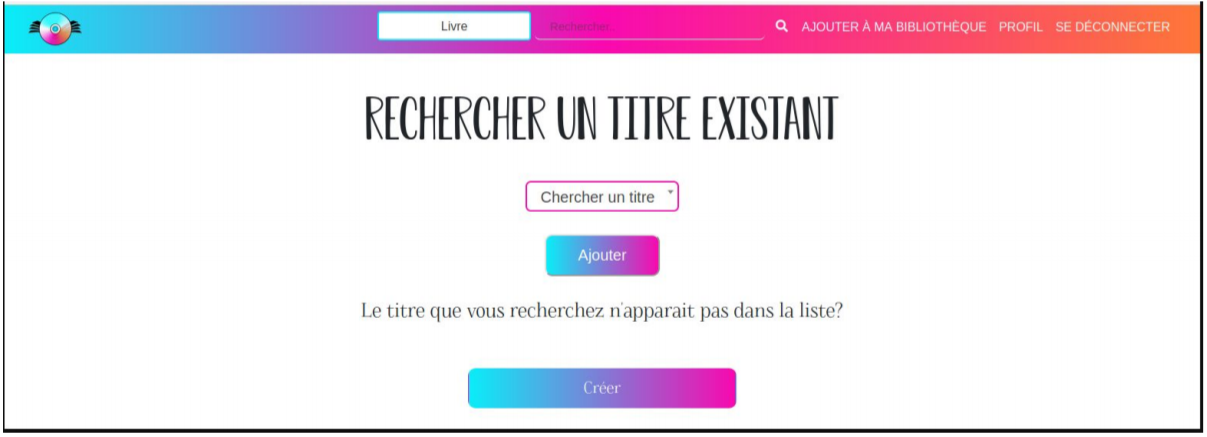 Livre
Rechercher...
AJOUTER À MA BIBLIOTHÈQUE PROFIL SE DÉCONNECTER
RECHERCHER UN TITRE EXISTANT
Chercher un titre
Ajouter
Le titre que vous recherchez n'apparait pas dans la liste?
Créer